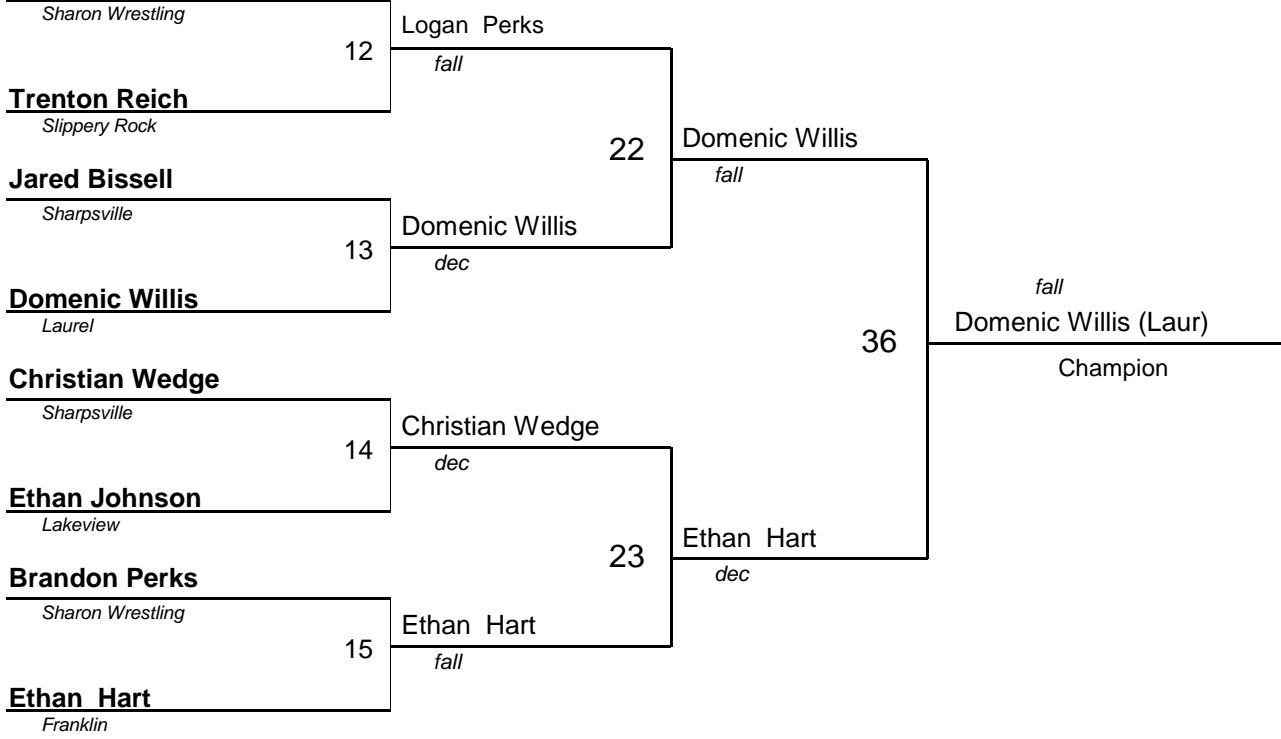 Sharon Wrestling
Logan  Perks
12
fall
Trenton Reich
Slippery Rock
22
Domenic Willis
fall
Jared Bissell
Sharpsville
Domenic Willis
13
dec
Domenic Willis
Laurel
fall
Domenic Willis (Laur)
36
Champion
Christian Wedge
Sharpsville
Christian Wedge
14
dec
Ethan Johnson
Lakeview
23
Ethan  Hart
dec
Brandon Perks
Sharon Wrestling
Ethan  Hart
15
fall
Ethan  Hart
Franklin